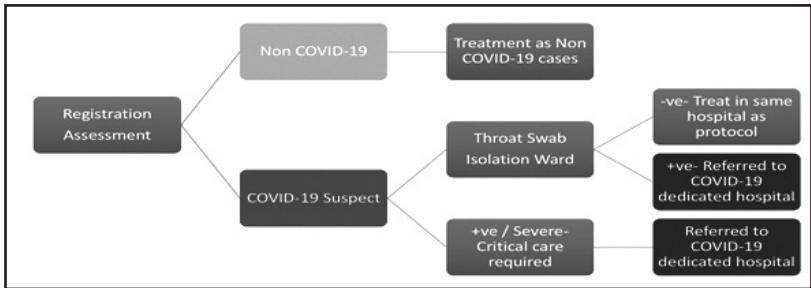 Registration
Assessment
Non COVID-19
Treatment as Non
COVID-19 cases
COVID-19 Suspect
Throat Swab
Isolation Ward
-ve- Treat in same
hospital as
protocol
+ve- Referred to
COVID-19
dedicated hospital
+ve / Severe-
Critical care
required
Referred to
COVID-19
dedicated hospital